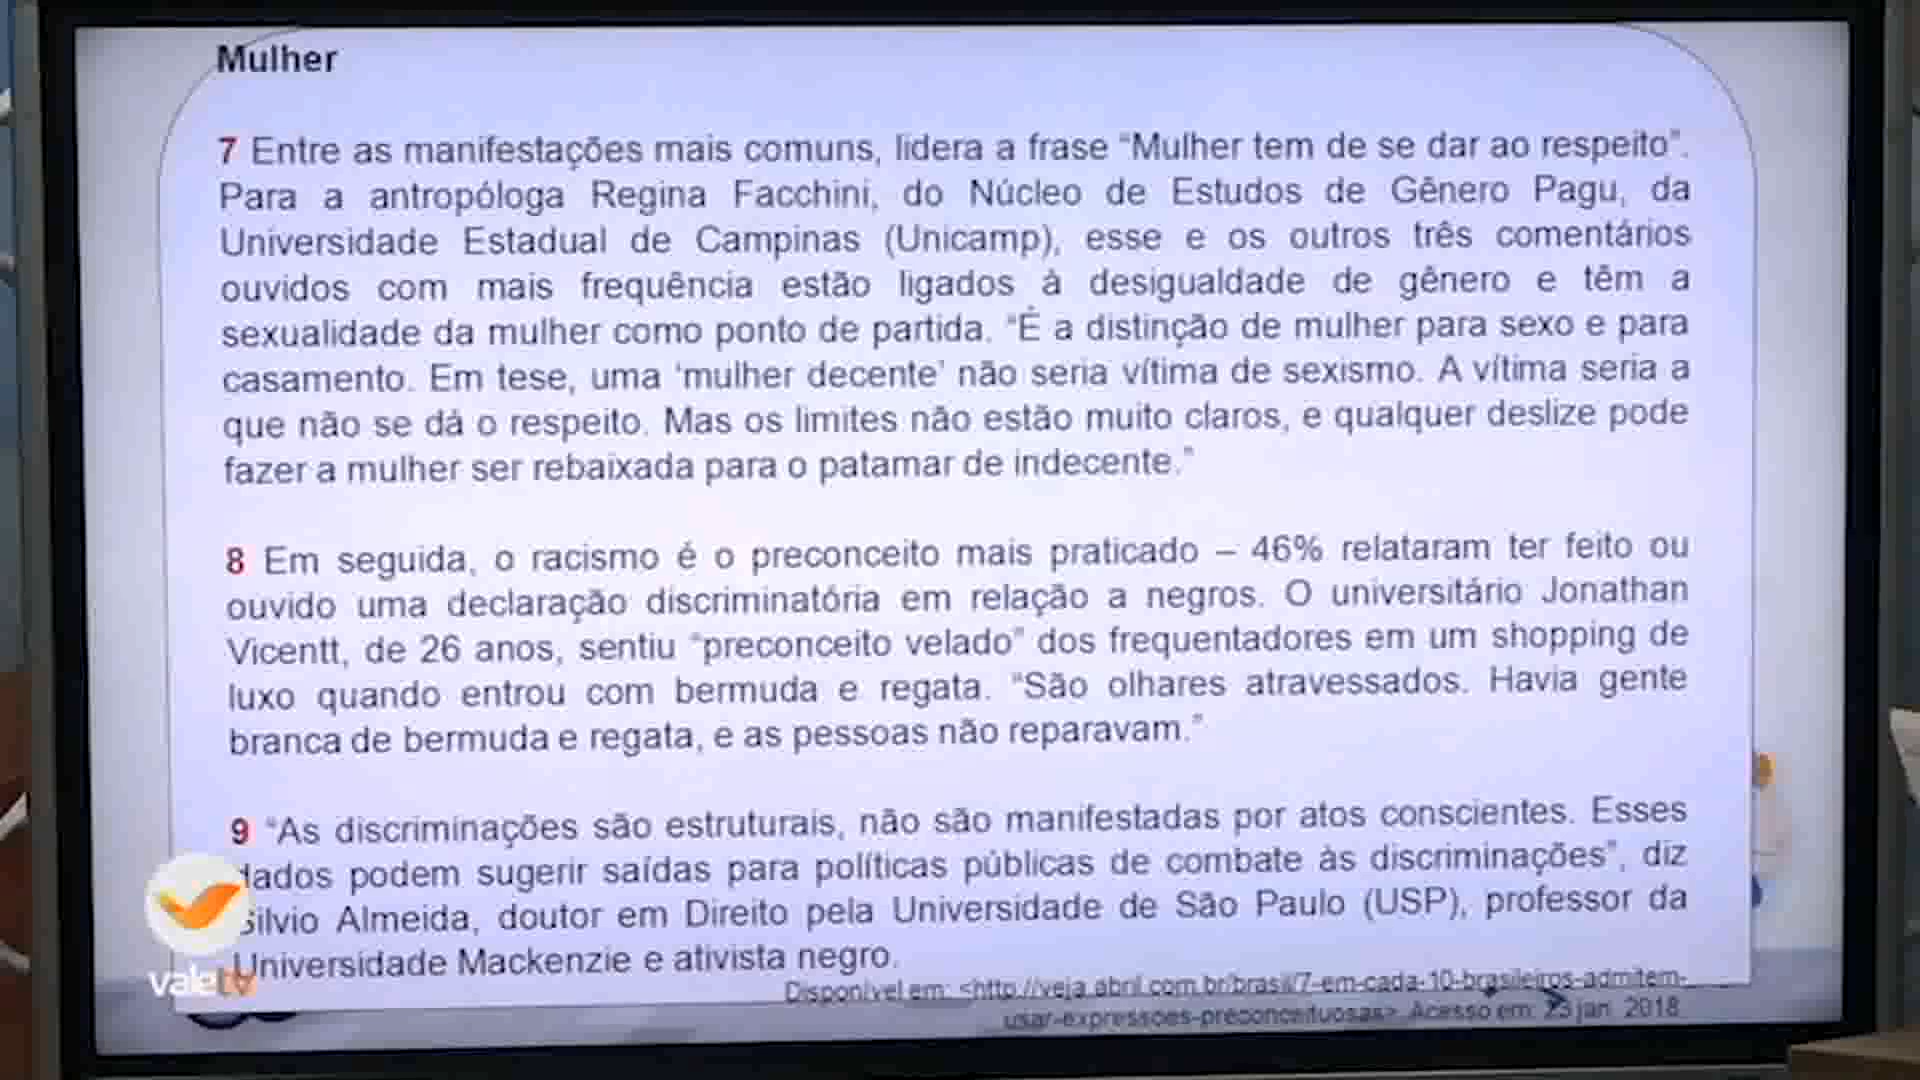 Mulher
7 Entre as manifestações mais comuns, lidera a frase “Mulher tem de se dar ao respeito”.
Para a antropóloga Regina Facchini, do Núcleo de Estudos de Gênero Pagu, da
Universidade Estadual de Campinas (Unicamp), esse e os outros três comentários
ouvidos com mais frequência estão ligados à desigualdade de gênero e têm a
sexualidade da mulher como ponto de partida. “É a distinção de mulher para sexo e para
casamento. Em tese, uma ‘mulher decente’ não seria vítima de sexismo. A vítima seria a
que não se dá o respeito. Mas os limites não estão muito claros, e qualquer deslize pode
fazer a mulher ser rebaixada para o patamar de indecente.”
8 Em seguida, o racismo é o preconceito mais praticado – 46% relataram ter feito ou
ouvido uma declaração discriminatória em relação a negros. O universitário Jonathan
Vicentt, de 26 anos, sentiu “preconceito velado” dos frequentadores em um shopping de
luxo quando entrou com bermuda e regata. “São olhares atravessados. Havia gente
branca de bermuda e regata, e as pessoas não reparavam.”
9 “As discriminações são estruturais, não são manifestadas por atos conscientes. Esses
dados podem sugerir saídas para políticas públicas de combate às discriminações”, diz
Silvio Almeida, doutor em Direito pela Universidade de São Paulo (USP), professor da
Universidade Mackenzie e ativista negro.
Disponível em: <http://veja.abril.com.br/brasil/7-em-cada-10-brasileiros-admitem-
usar-expressoes-preconceituosas>. Acesso em: 23 jan. 2018.
valetv